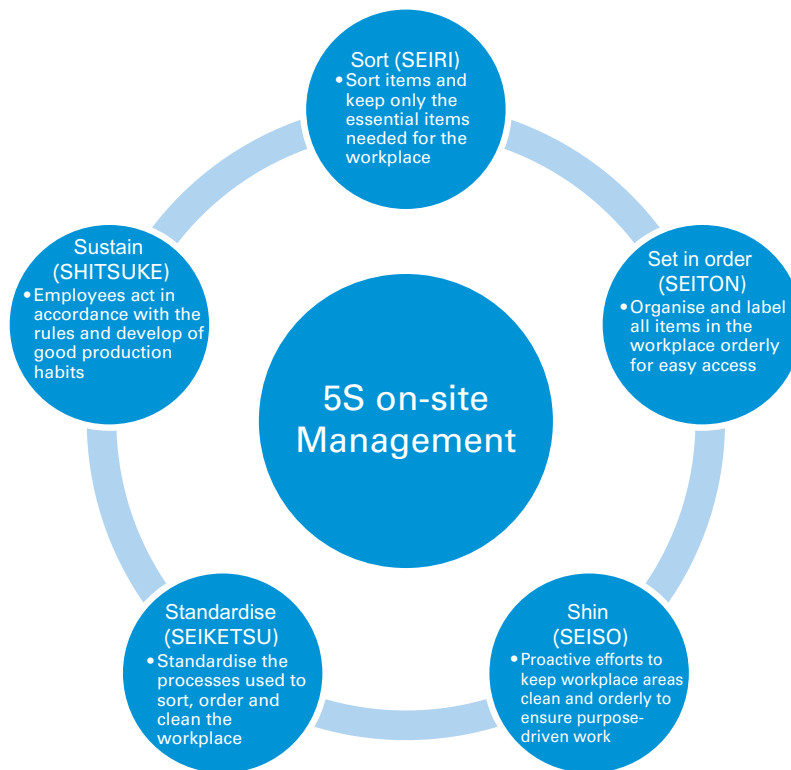 Sort (SEIRI)
• Sort items and
keep only the
essential items
needed for the
workplace
Set in order
(SEITON)
• Organise and label
all items in the
workplace orderly
for easy access
Shin
(SEISO)
• Proactive efforts to
keep workplace areas
clean and orderly to
ensure purpose-
driven work
Standardise
(SEIKETSU)
• Standardise the
processes used to
sort, order and
clean the
workplace
Sustain
(SHITSUKE)
• Employees act in
accordance with the
rules and develop of
good production
habits
5S on-site
Management